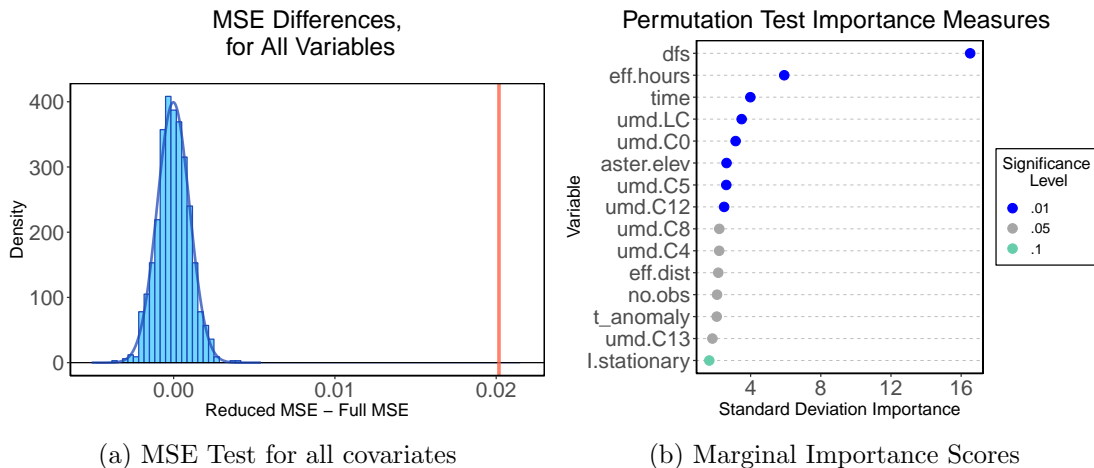 MSE Differences,
for All Variables
Density
400
300
200
100
0
0.00
0.01
0.02
Reduced MSE − Full MSE
(a) MSE Test for all covariates
Permutation Test Importance Measures
Variable
dfs
eff.hours
time
umd.LC
umd.C0
aster.elev
umd.C5
umd.C12
umd.C8
umd.C4
eff.dist
no.obs
t_anomaly
umd.C13
I.stationary
4
8
12
16
Standard Deviation Importance
Significance
Level
.01
.05
.1
(b) Marginal Importance Scores